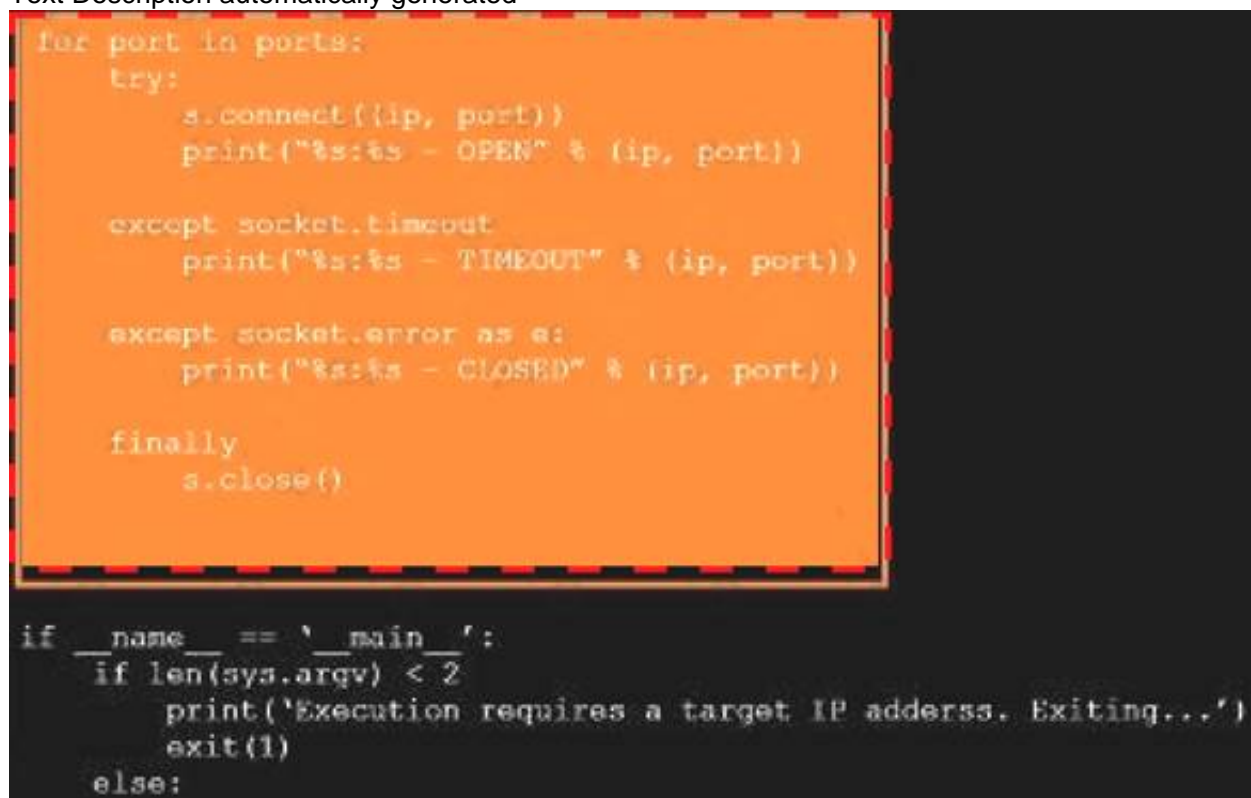 Text Description automatically generated
for port in ports:
try:
s.connect((ip, port))
print("%s:%s - OPEN" % (ip, port))
except socket.timeout
print("%s:%s - TIMEOUT" % (ip, port))
except socket.error as e:
print("%s:%s - CLOSED" % (ip, port))
finally
s.close()
if __name__ == '__main__':
if len(sys.argv) < 2
print('Execution requires a target IP adderss. Exiting...')
exit(1)
else: